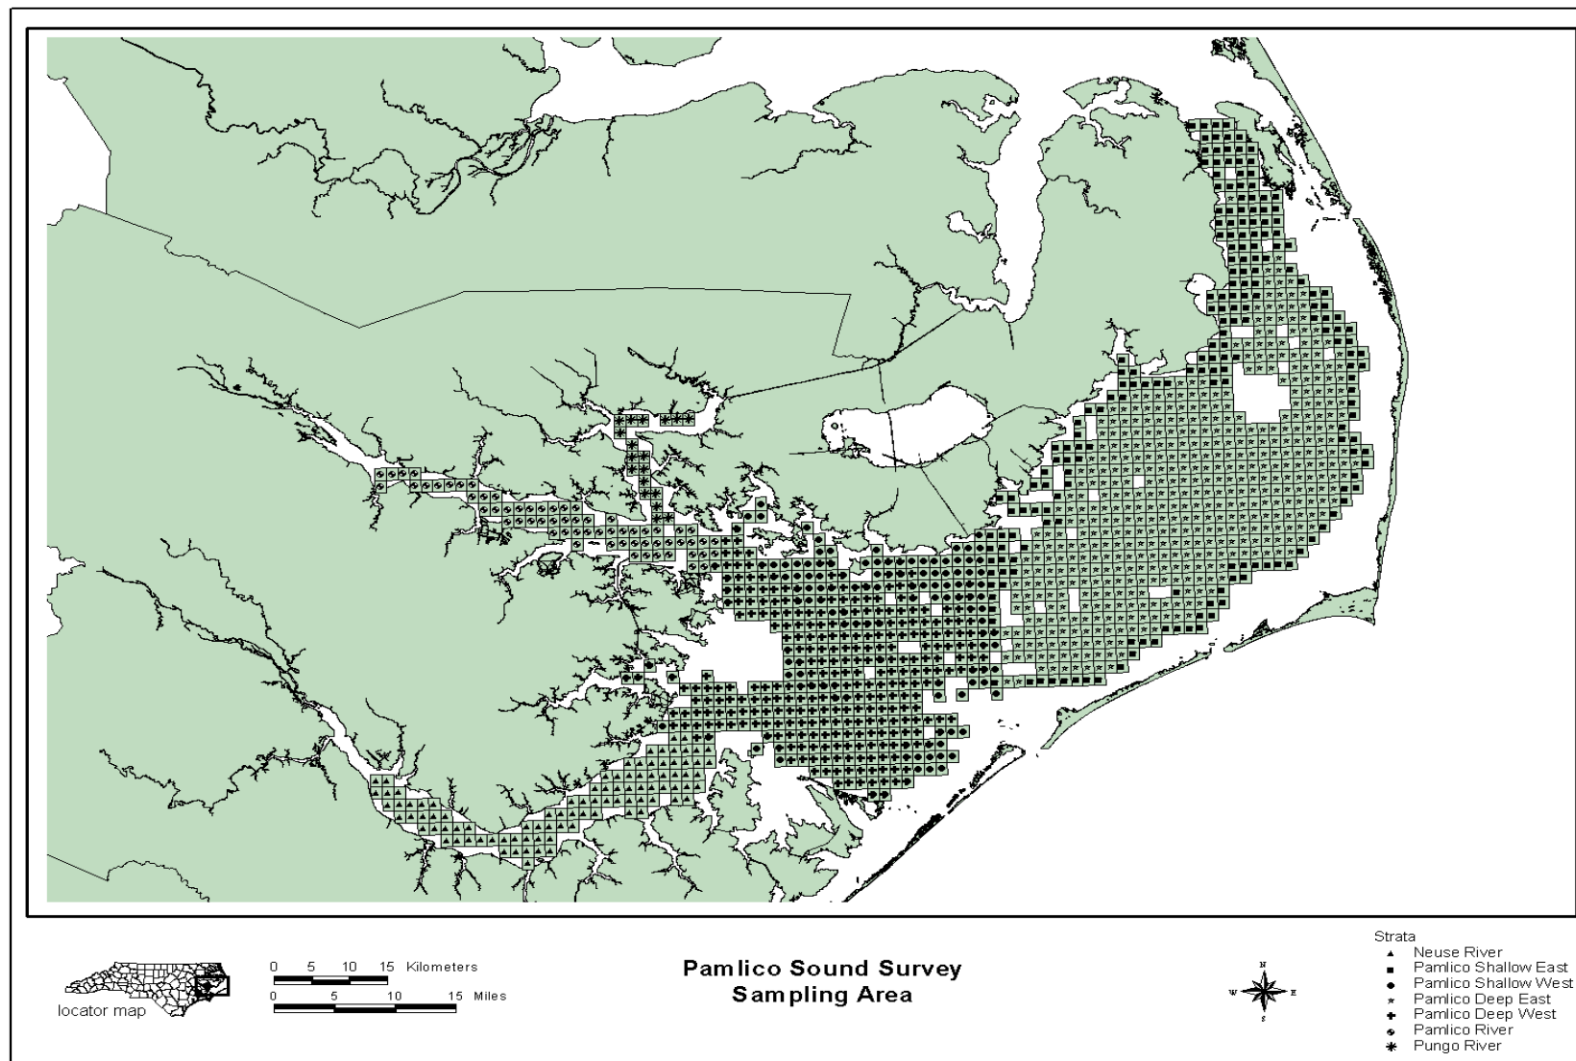 locator map
0 5 10 15 Kilometers
0 5 10 15 Miles
Pamlico Sound Survey
Sampling Area
N
W E
S
Strata
Neuse River
Pamlico Shallow East
Pamlico Shallow West
Pamlico Deep East
Pamlico Deep West
Pamlico River
Pungo River